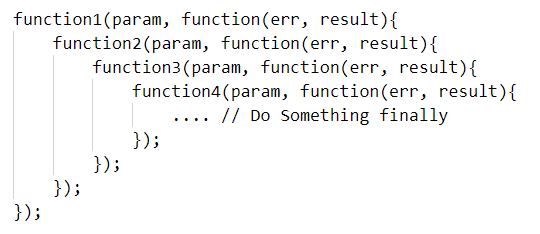 function1(param, function(err, result){
    function2(param, function(err, result){
        function3(param, function(err, result){
            function4(param, function(err, result){
                .... // Do Something finally
            });
        });
    });
});